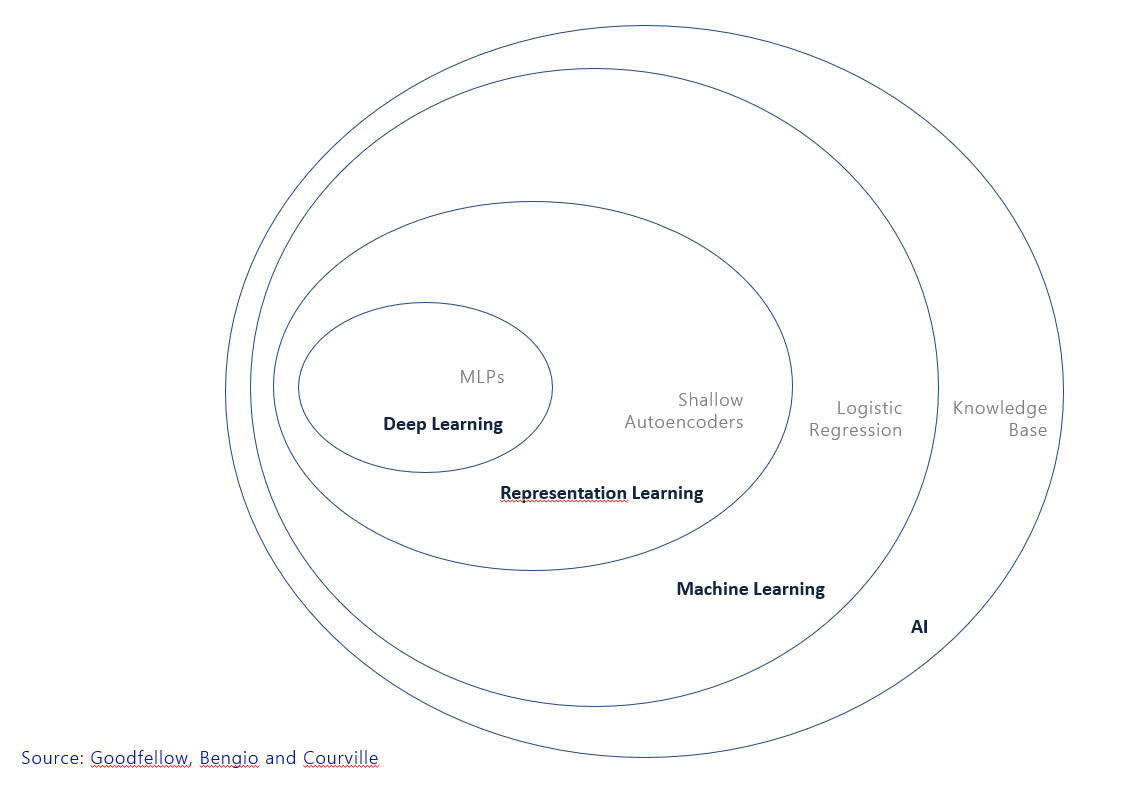 MLPs
Deep Learning
Shallow
Autoencoders
Representation Learning
Logistic
Regression
Knowledge
Base
Machine Learning
AI
Source: Goodfellow, Bengio and Courville